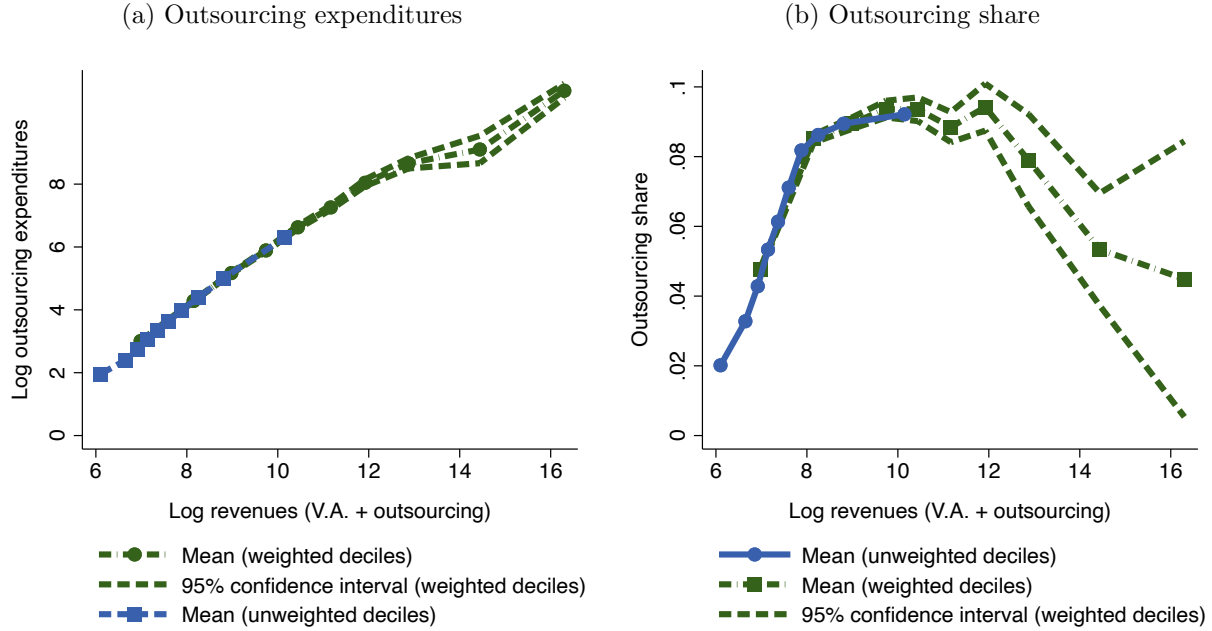 (a) Outsourcing expenditures
Log outsourcing expenditures
8
6
4
2
0
6 8 10 12 14 16
Log revenues (V.A. + outsourcing)
Mean (weighted deciles)
95% confidence interval (weighted deciles)
Mean (unweighted deciles)
(b) Outsourcing share
Outsourcing share
.1
.08
.06
.04
.02
0
6 8 10 12 14 16
Log revenues (V.A. + outsourcing)
Mean (unweighted deciles)
Mean (weighted deciles)
95% confidence interval (weighted deciles)